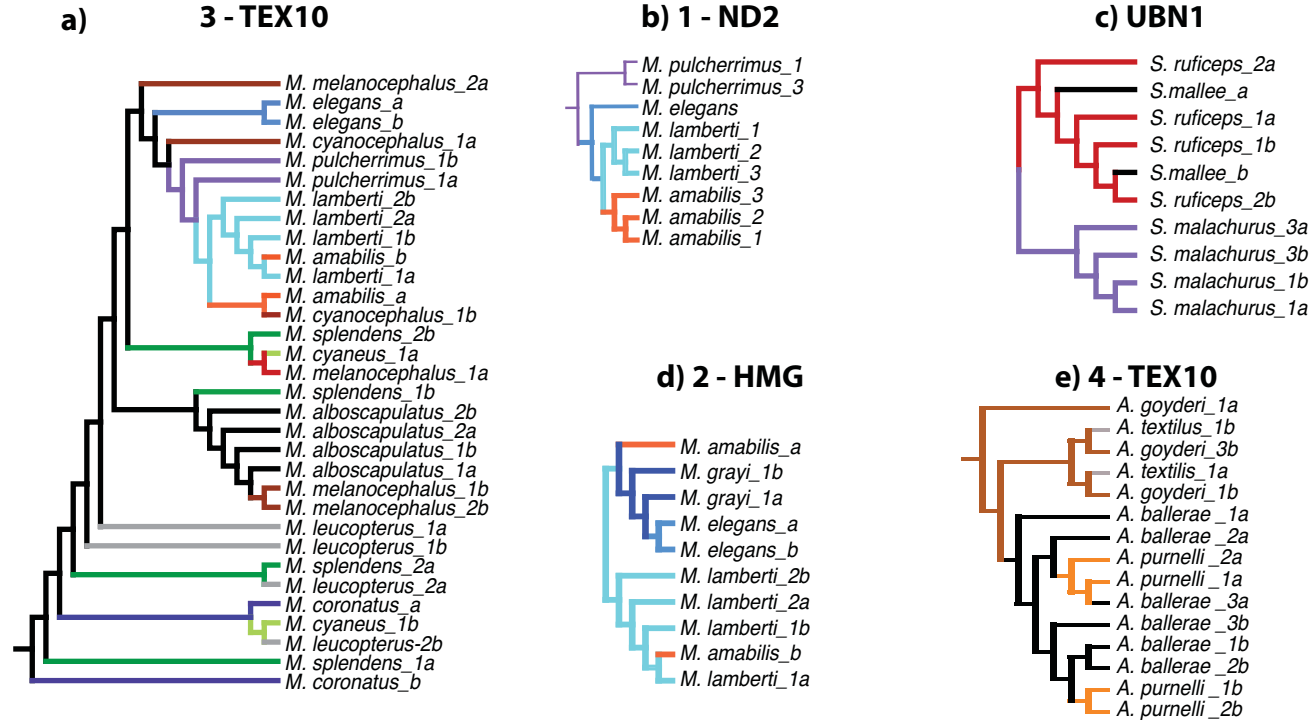 a) 3 - TEX10
M. melanocephalus_2a
M. elegans_a
M. elegans_b
M. cyanocephalus_1a
M. pulcherrimus_1b
M. pulcherrimus_1a
M. lamberti_2b
M. lamberti_2a
M. lamberti_1b
M. amabilis_b
M. lamberti_1a
M. amabilis_a
M. cyanocephalus_1b
M. splendens_2b
M. cyaneus_1a
M. melanocephalus_1a
M. splendens_1b
M. alboscapulatus_2b
M. alboscapulatus_2a
M. alboscapulatus_1b
M. alboscapulatus_1a
M. melanocephalus_1b
M. melanocephalus_2b
M. leucopterus_1a
M. leucopterus_1b
M. splendens_2a
M. leucopterus_2a
M. coronatus_a
M. cyaneus_1b
M. leucopterus-2b
M. splendens_1a
M. coronatus_b
b) 1 - ND2
M. pulcherrimus_1
M. pulcherrimus_3
M. elegans
M. lamberti_1
M. lamberti_2
M. lamberti_3
M. amabilis_3
M. amabilis_2
M. amabilis_1
c) UBN1
S. ruficeps_2a
S.mallee_a
S. ruficeps_1a
S. ruficeps_1b
S.mallee_b
S. ruficeps_2b
S. malachurus_3a
S. malachurus_3b
S. malachurus_1b
S. malachurus_1a
d) 2 - HMG
M. amabilis_a
M. grayi_1b
M. grayi_1a
M. elegans_a
M. elegans_b
M. lamberti_2b
M. lamberti_2a
M. lamberti_1b
M. amabilis_b
M. lamberti_1a
e) 4 - TEX10
A. goyderi_1a
A. textilus_1b
A. goyderi_3b
A. textilis_1a
A. goyderi_1b
A. ballerae _1a
A. ballerae _2a
A. purnelli _2a
A. purnelli _1a
A. ballerae _3a
A. ballerae _3b
A. ballerae _1b
A. ballerae _2b
A. purnelli _1b
A. purnelli _2b